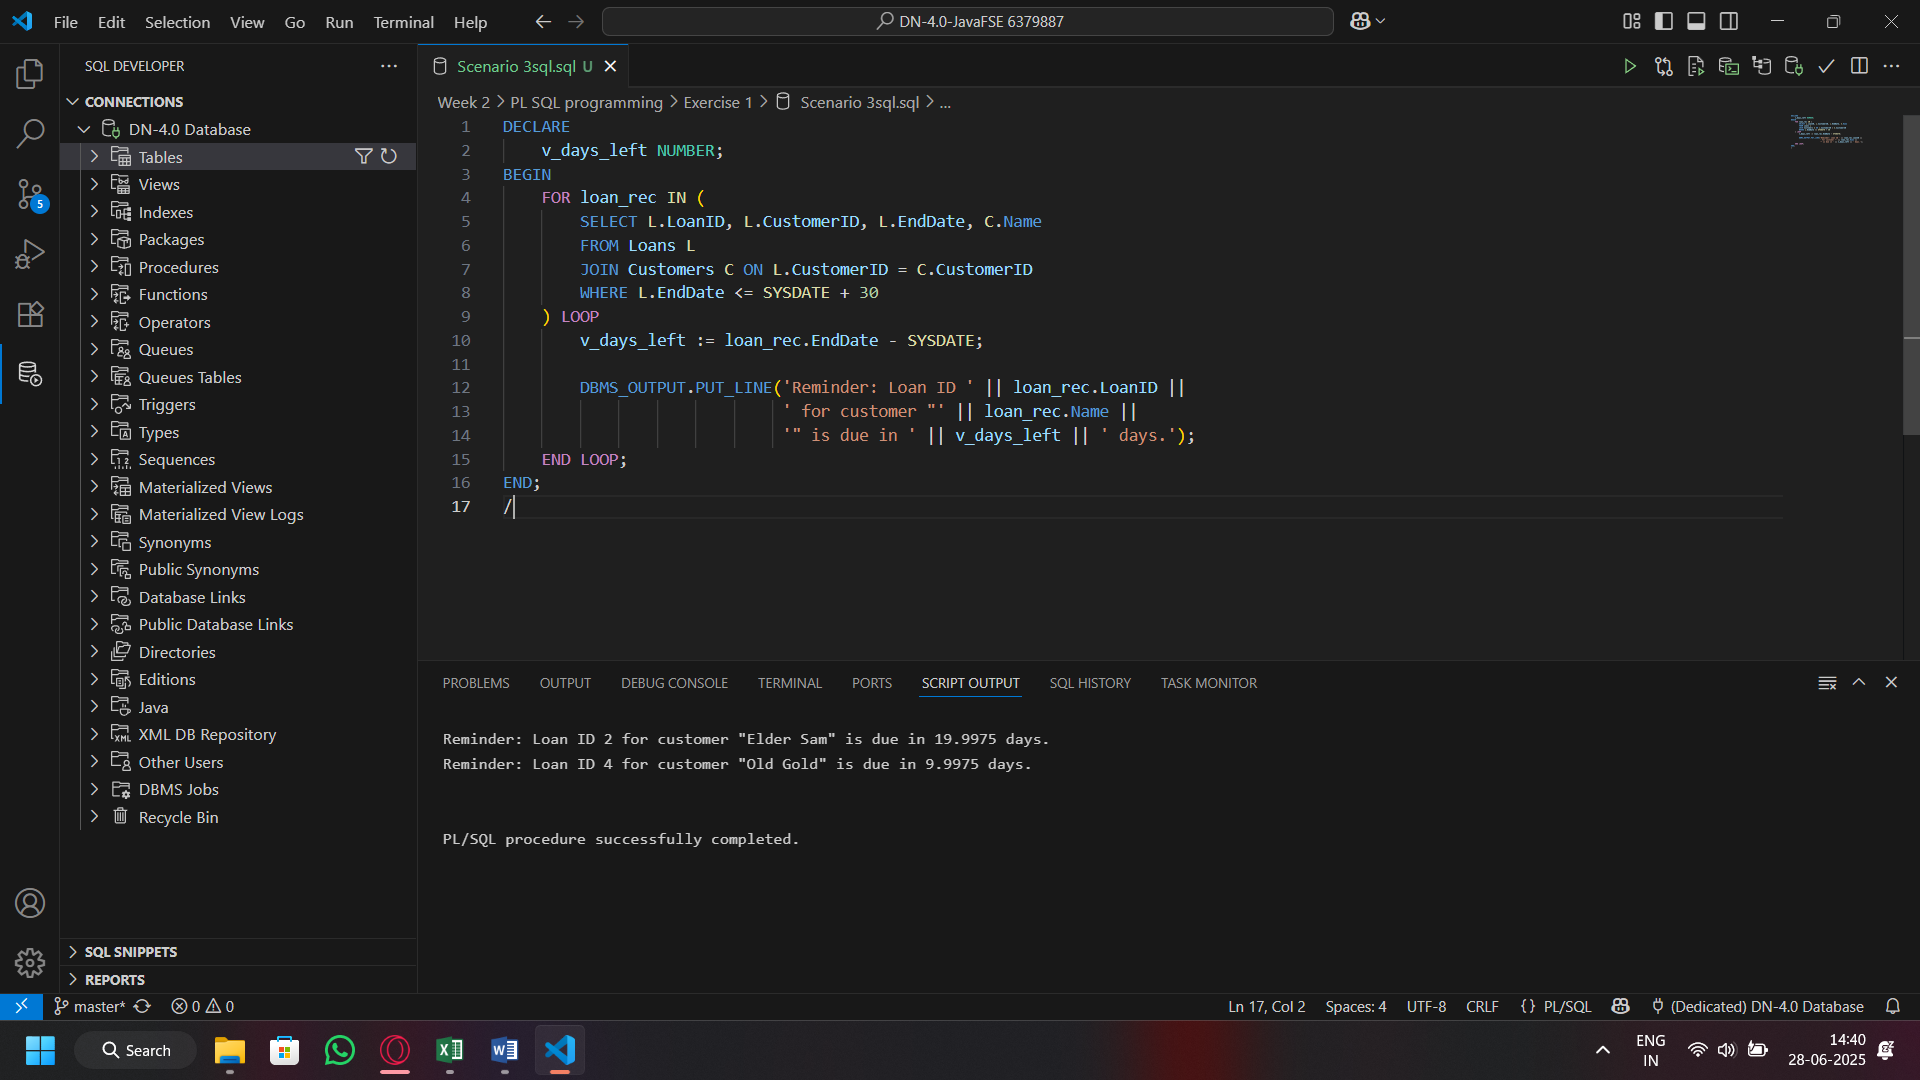 File Edit Selection View Go Run Terminal Help
DN-4.0-JavaFSE 6379887
SQL DEVELOPER
CONNECTIONS
DN-4.0 Database
Tables
Views
Indexes
Packages
Procedures
Functions
Operators
Queues
Queues Tables
Triggers
Types
Sequences
Materialized Views
Materialized View Logs
Synonyms
Public Synonyms
Database Links
Public Database Links
Directories
Editions
Java
XML DB Repository
Other Users
DBMS Jobs
Recycle Bin
SQL SNIPPETS
REPORTS
5
Scenario 3sql.sql U
Week 2 > PL SQL programming > Exercise 1 > Scenario 3sql.sql > ...
1 DECLARE
2 v_days_left NUMBER;
3 BEGIN
4 FOR loan_rec IN (
5 SELECT L.LoanID, L.CustomerID, L.EndDate, C.Name
6 FROM Loans L
7 JOIN Customers C ON L.CustomerID = C.CustomerID
8 WHERE L.EndDate <= SYSDATE + 30
9 ) LOOP
10 v_days_left := loan_rec.EndDate - SYSDATE;
11
12 DBMS_OUTPUT.PUT_LINE('Reminder: Loan ID ' || loan_rec.LoanID ||
13 ' for customer "' || loan_rec.Name ||
14 '" is due in ' || v_days_left || ' days.');
15 END LOOP;
16 END;
17 /
PROBLEMS OUTPUT DEBUG CONSOLE TERMINAL PORTS SCRIPT OUTPUT SQL HISTORY TASK MONITOR
Reminder: Loan ID 2 for customer "Elder Sam" is due in 19.9975 days.
Reminder: Loan ID 4 for customer "Old Gold" is due in 9.9975 days.
PL/SQL procedure successfully completed.
master* 0 0
Ln 17, Col 2 Spaces: 4 UTF-8 CRLF {} PL/SQL (Dedicated) DN-4.0 Database
Search
ENG
IN
14:40
28-06-2025